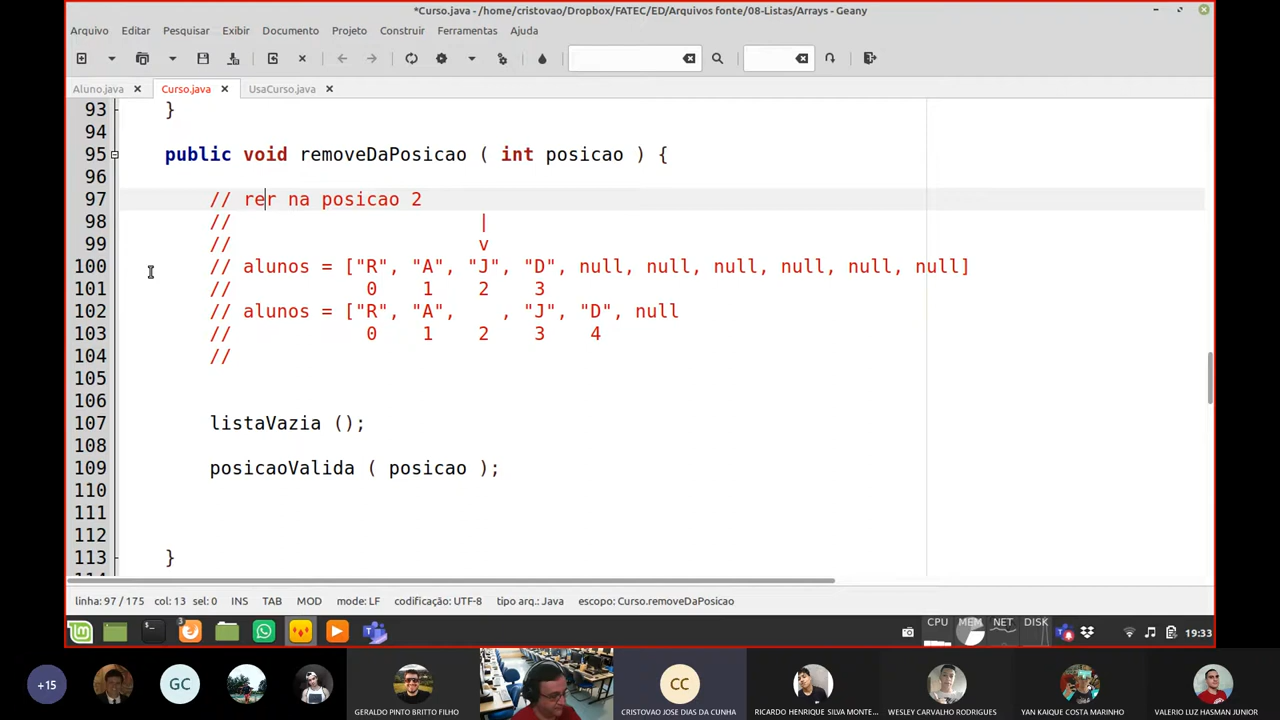 *Curso.java - /home/cristovao/Dropbox/FATEC/ED/Arquivos fonte/08-Listas/Arrays - Geany
Arquivo Editar Pesquisar Exibir Documento Projeto Construir Ferramentas Ajuda
Aluno.java Curso.java UsaCurso.java
93 }
94
95 public void removeDaPosicao ( int posicao ) {
96
97 // rer na posicao 2
98 // |
99 // v
100 // alunos = ["R", "A", "J", "D", null, null, null, null, null, null]
101 // 0 1 2 3
102 // alunos = ["R", "A", , "J", "D", null
103 // 0 1 2 3 4
104 //
105
106
107 listaVazia ();
108
109 posicaoValida ( posicao );
110
111
112
113 }
linha: 97 / 175 col: 13 sel: 0 INS TAB MOD mode: LF codificação: UTF-8 tipo arq.: Java escopo: Curso.removeDaPosicao
CPU MEM NET DISK
3 19:33
+15 GC CC
GERALDO PINTO BRITTO FILHO CRISTOVAO JOSE DIAS DA CUNHA RICARDO HENRIQUE SILVA MONTE... WESLEY CARVALHO RODRIGUES YAN KAIQUE COSTA MARINHO VALERIO LUZ HASMAN JUNIOR